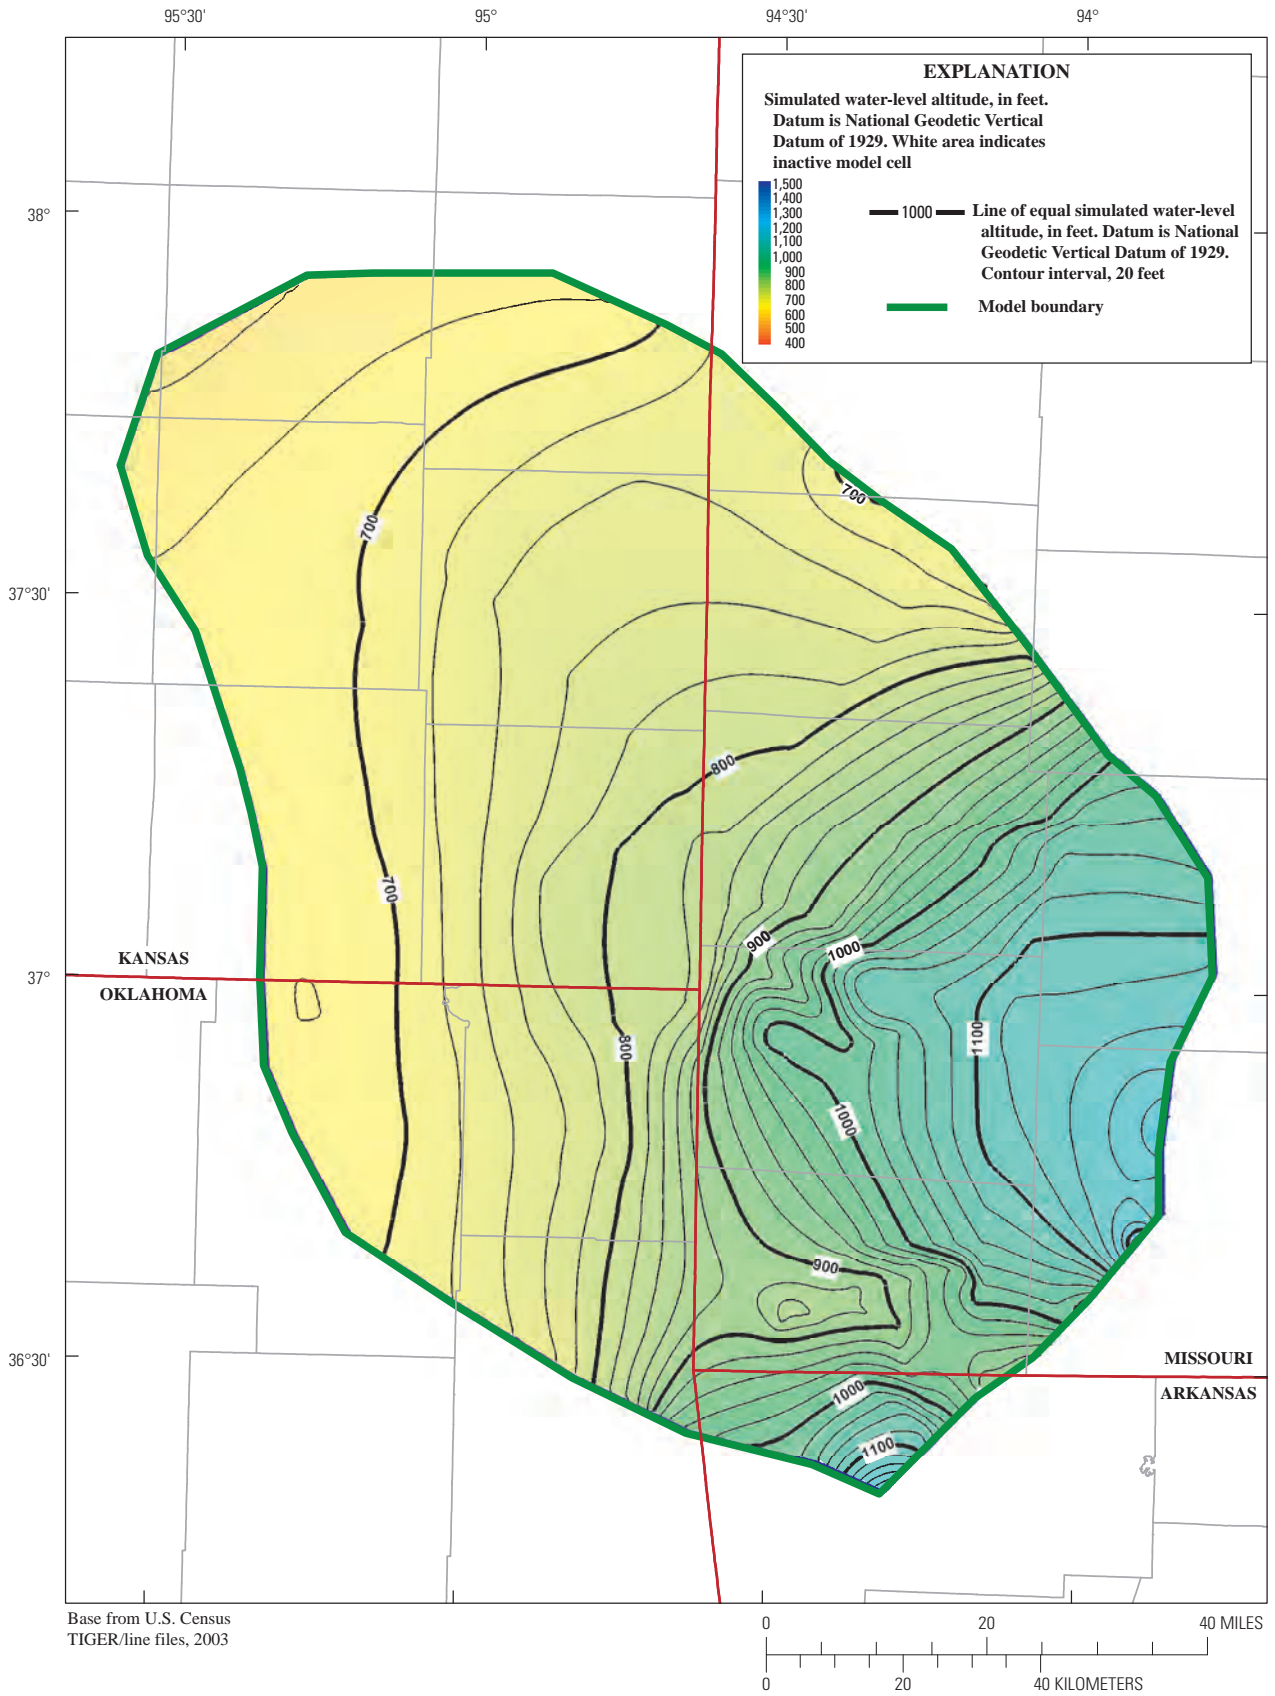 95°30'
95°
94°30'
94°
EXPLANATION
Simulated water-level altitude, in feet.
Datum is National Geodetic Vertical
Datum of 1929. White area indicates
inactive model cell
1,500
1,400
1,300
1,200
1,100
1,000
900
800
700
600
500
400
1000
Line of equal simulated water-level
altitude, in feet. Datum is National
Geodetic Vertical Datum of 1929.
Contour interval, 20 feet
Model boundary
38°
700
700
37°30'
800
700
900
1000
KANSAS
37°
OKLAHOMA
1100
800
1000
900
36°30'
MISSOURI
ARKANSAS
1000
1100
Base from U.S. Census
TIGER/line files, 2003
0 20 40 MILES
0 20 40 KILOMETERS